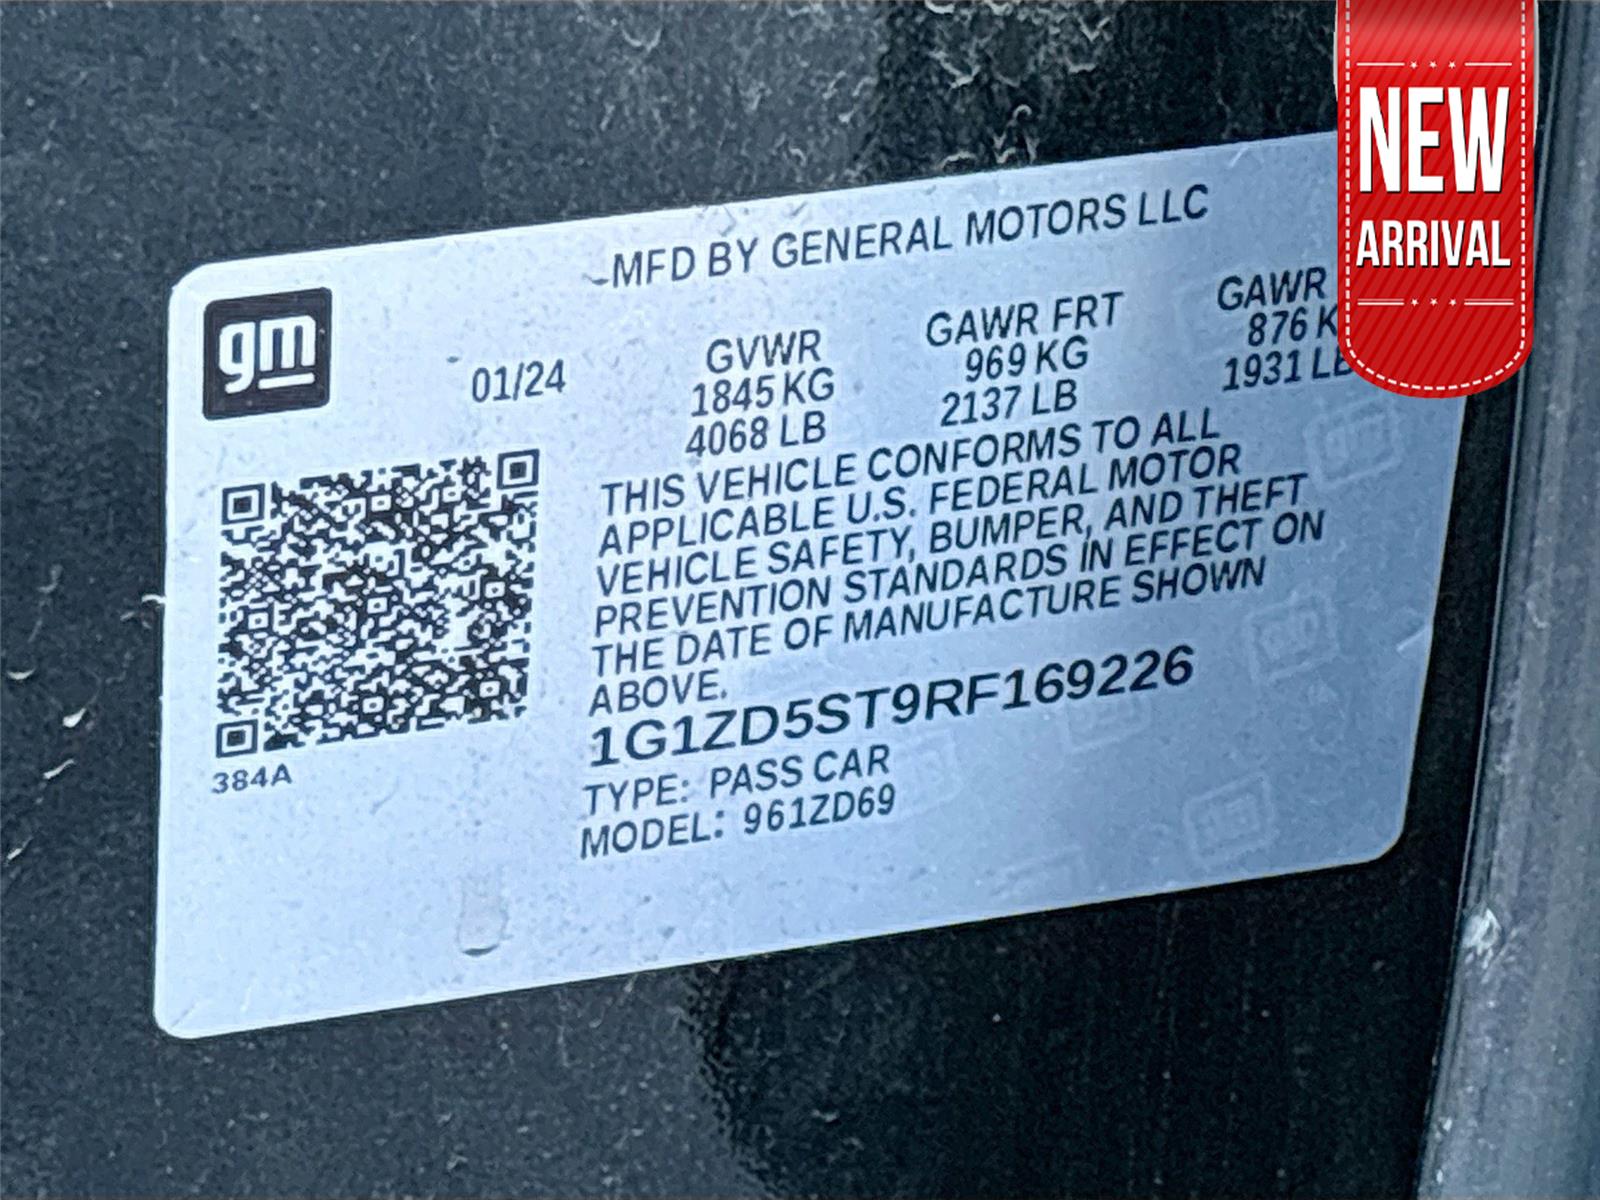 NEW
ARRIVAL
MFD BY GENERAL MOTORS LLC
gm
01/24
GVWR
1845 KG
4068 LB
GAWR FRT
969 KG
2137 LB
GAWR
876 K
1931 LB
THIS VEHICLE CONFORMS TO ALL
APPLICABLE U.S. FEDERAL MOTOR
VEHICLE SAFETY, BUMPER, AND THEFT
PREVENTION STANDARDS IN EFFECT ON
THE DATE OF MANUFACTURE SHOWN
ABOVE.
1G1ZD5ST9RF169226
TYPE: PASS CAR
MODEL: 961ZD69
384A